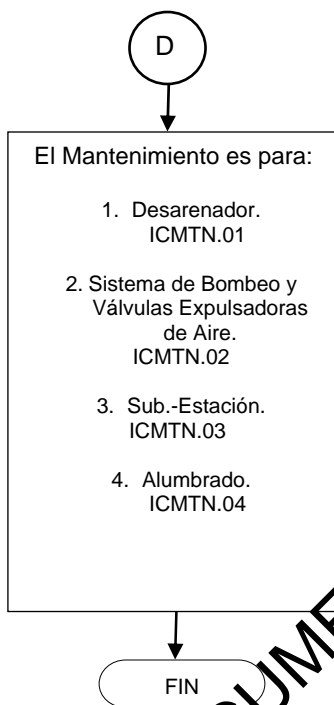 D
El Mantenimiento es para:
1. Desarenador.
ICMTN.01
2. Sistema de Bombeo y
Válvulas Expulsadoras
de Aire.
ICMTN.02
3. Sub.-Estación.
ICMTN.03
4. Alumbrado.
ICMTN.04
FIN